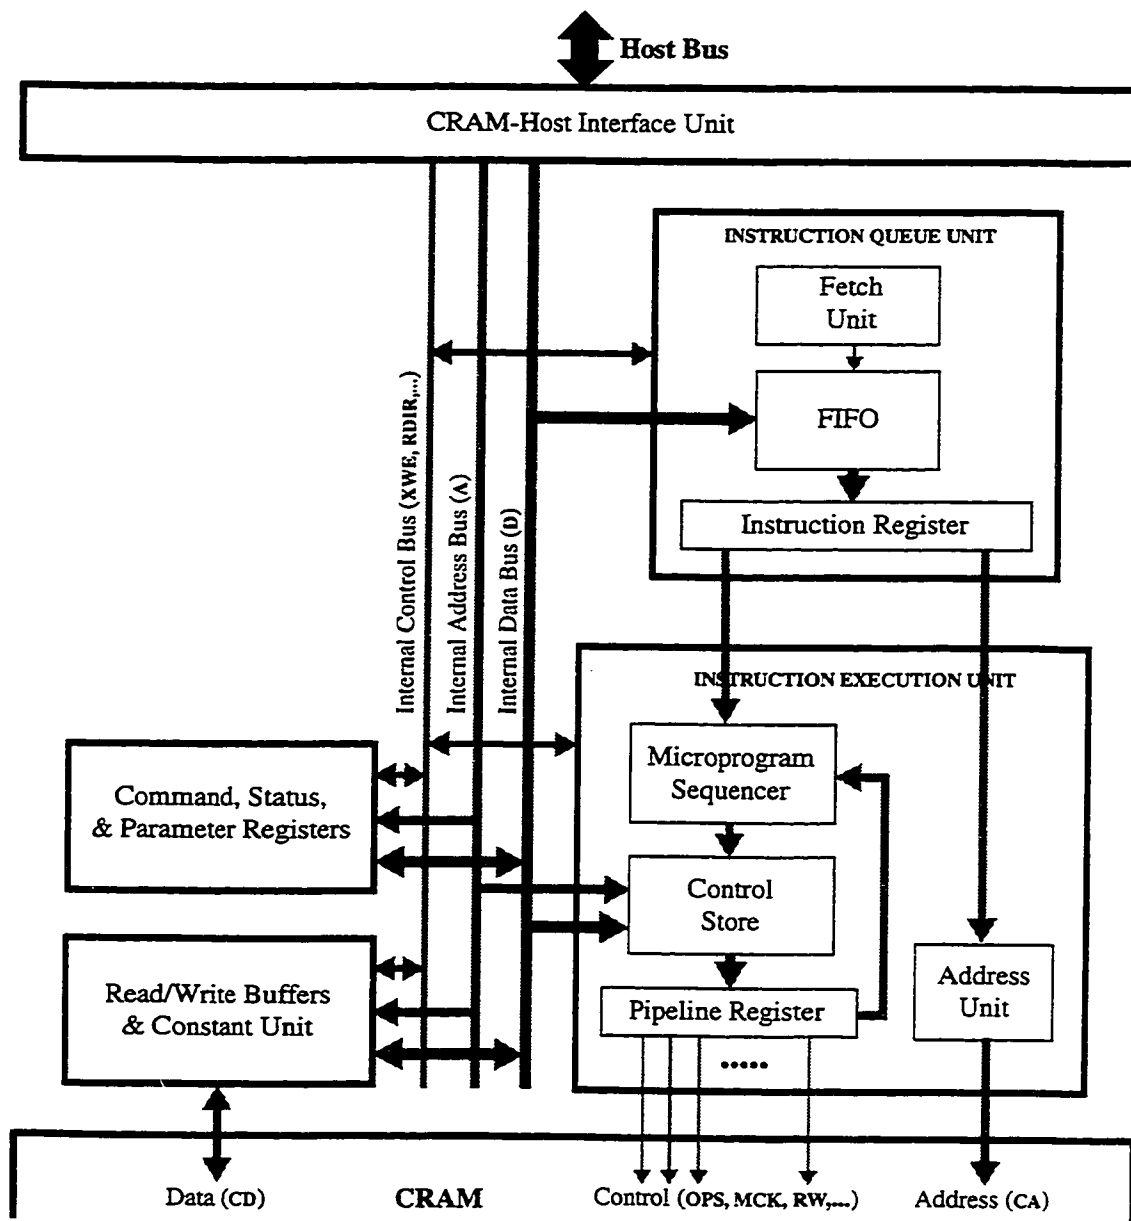 Host Bus
CRAM-Host Interface Unit
INSTRUCTION QUEUE UNIT
Fetch
Unit
FIFO
Instruction Register
Internal Control Bus (XWE, RDIR,...)
Internal Address Bus (A)
Internal Data Bus (D)
INSTRUCTION EXECUTION UNIT
Microprogram
Sequencer
Command, Status,
& Parameter Registers
Control
Store
Read/Write Buffers
& Constant Unit
Pipeline Register
Address
Unit
.....
Data (CD)
CRAM
Control (OPS, MCK, RW,...)
Address (CA)